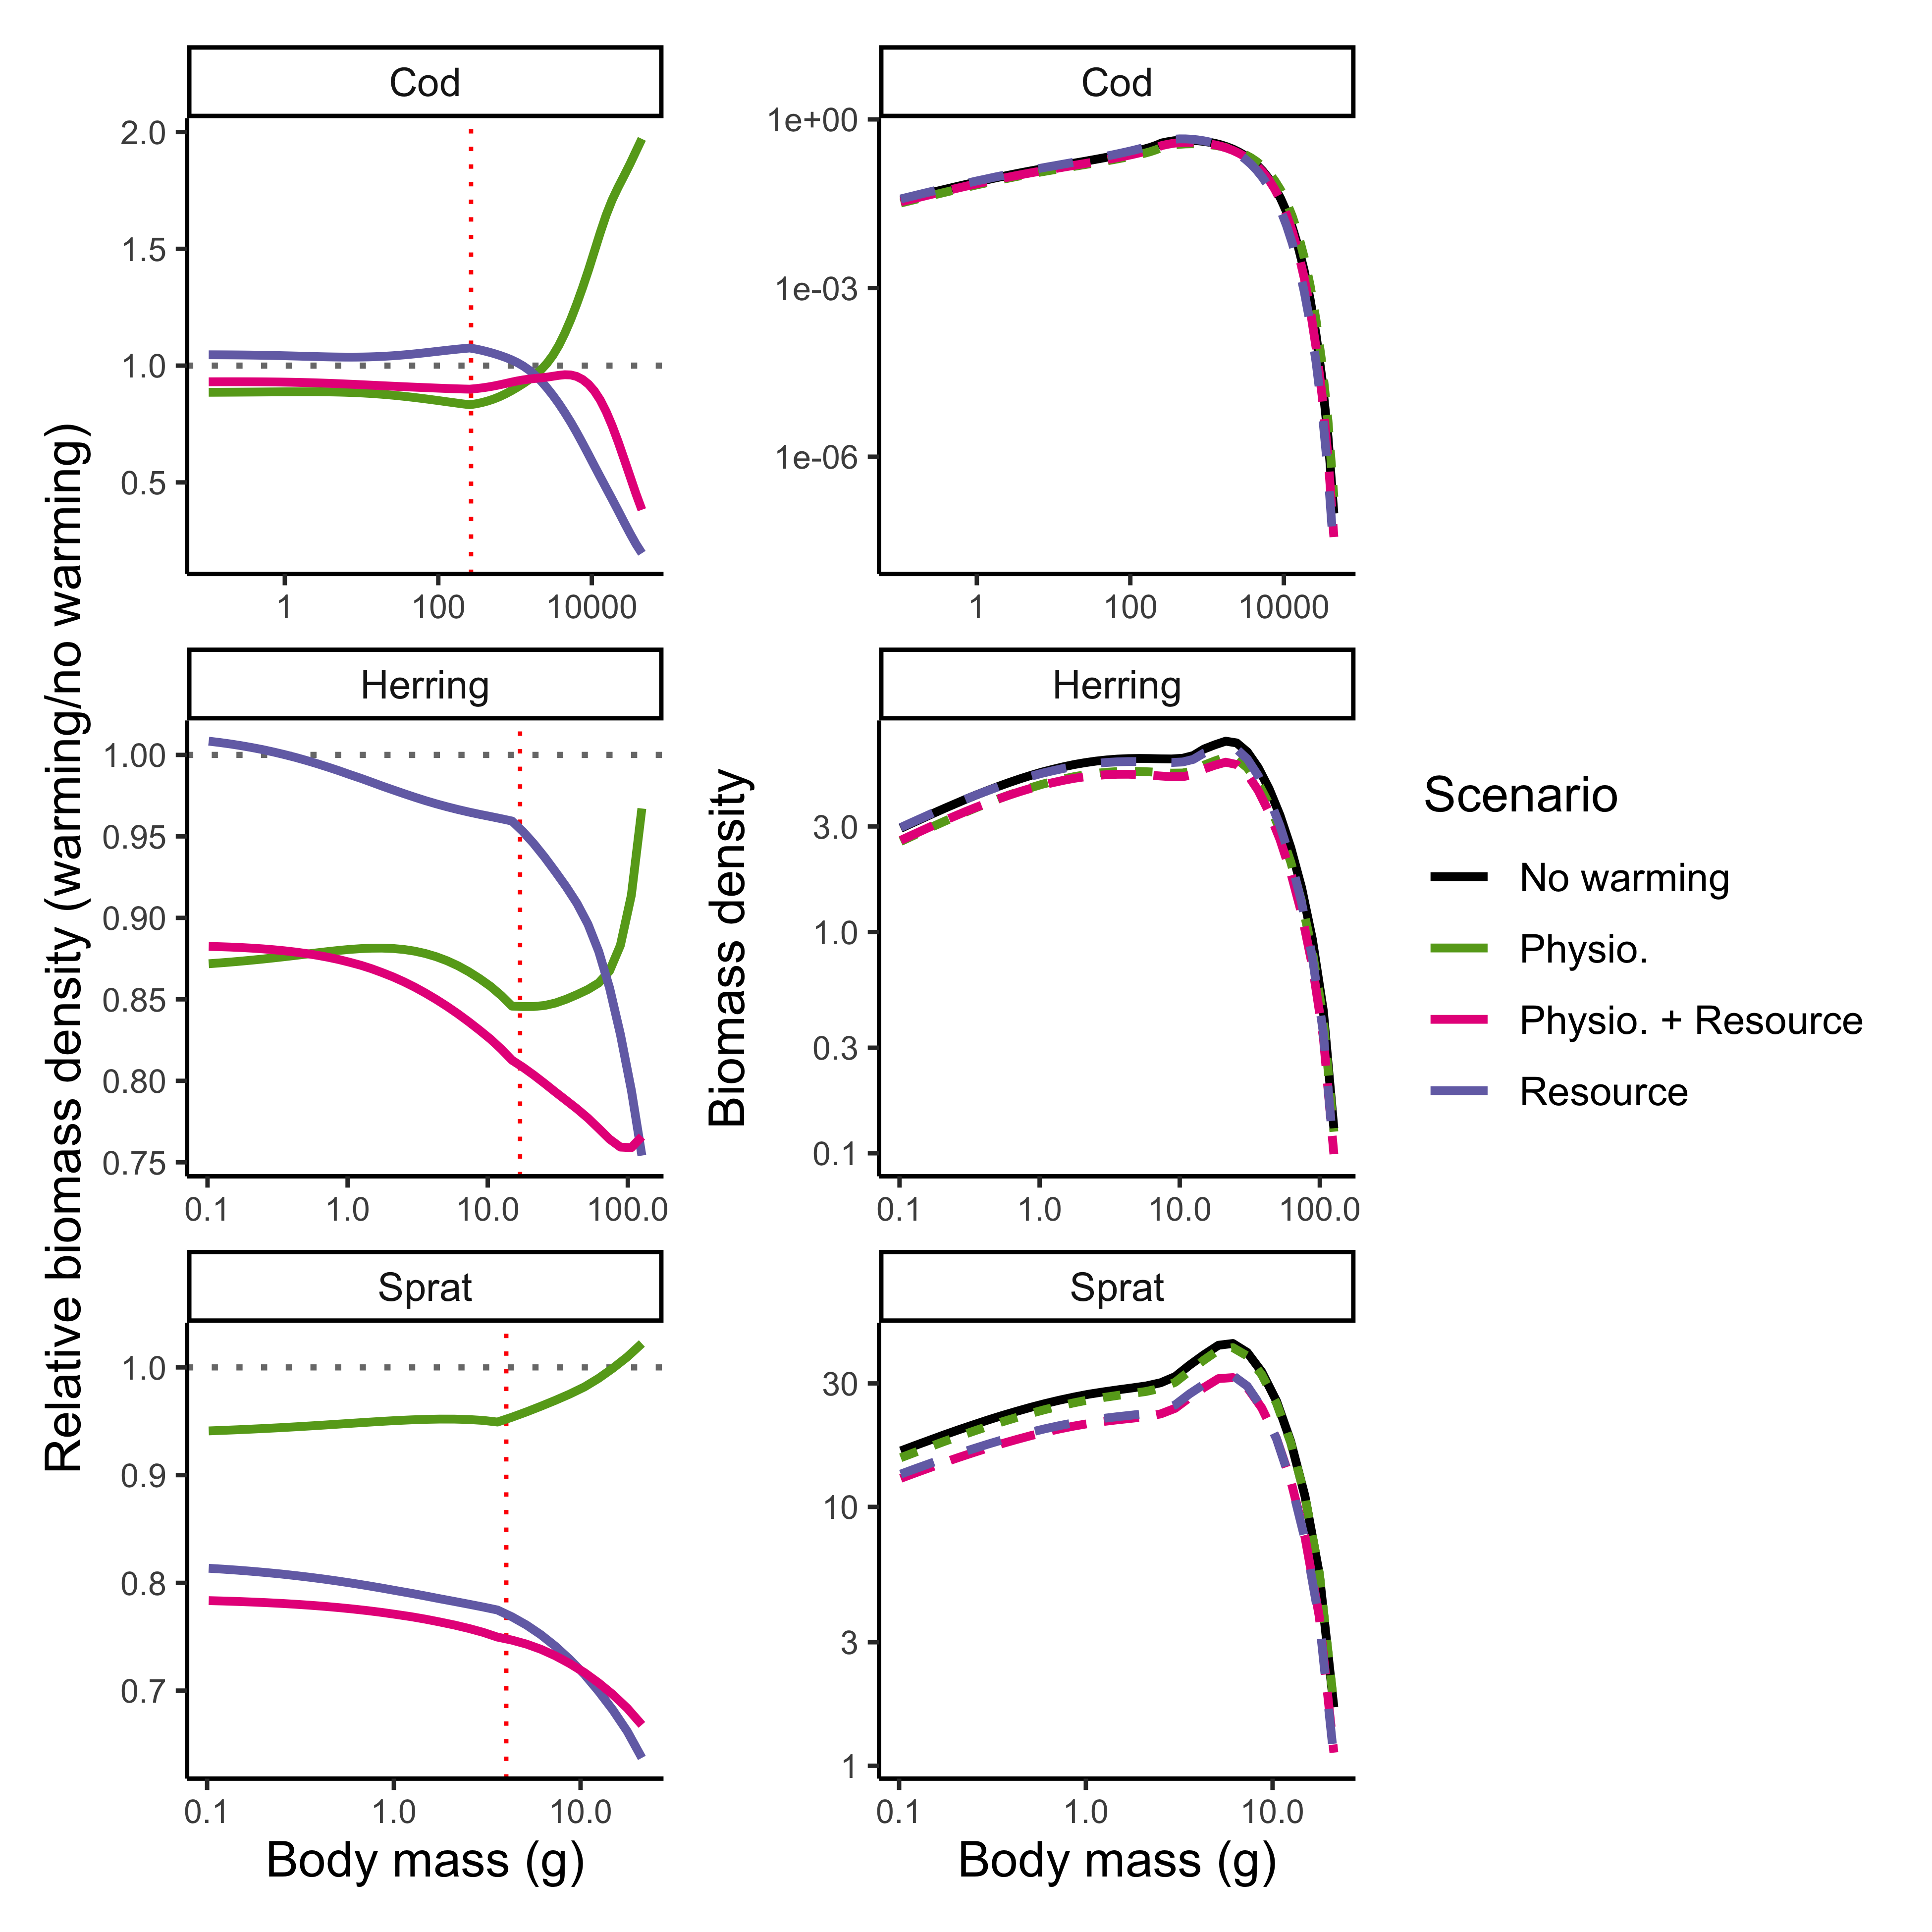 Cod
Cod
Relative biomass density (warming/no warming)
2.0
1.5
1.0
0.5
1
100
10000
Biomass density
1e+00
1e-03
1e-06
1
100
10000
Herring
Herring
1.00
0.95
0.90
0.85
0.80
0.75
0.1
1.0
10.0
100.0
3.0
1.0
0.3
0.1
0.1
1.0
10.0
100.0
Sprat
Sprat
1.0
0.9
0.8
0.7
0.1
1.0
10.0
Body mass (g)
30
10
3
1
0.1
1.0
10.0
Body mass (g)
Scenario
No warming
Physio.
Physio. + Resource
Resource